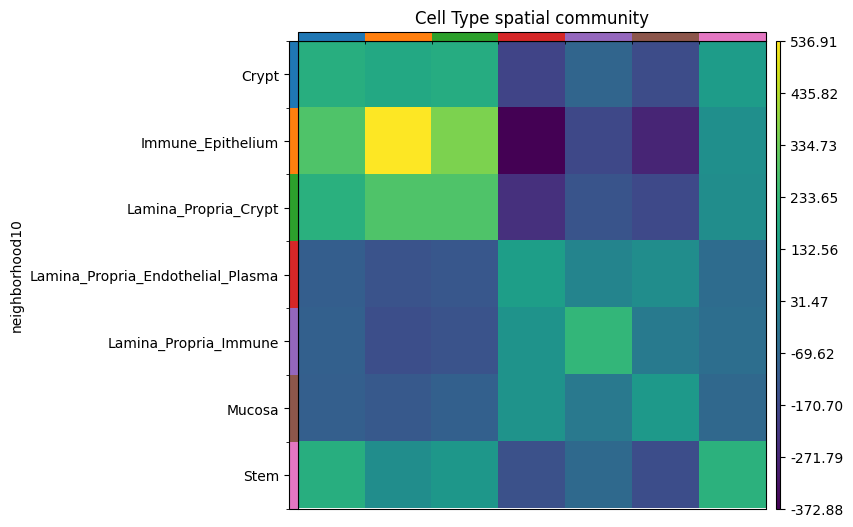 Cell Type spatial community
neighborhood10
Crypt
Immune_Epithelium
Lamina_Propria_Crypt
Lamina_Propria_Endothelial_Plasma
Lamina_Propria_Immune
Mucosa
Stem
536.91
435.82
334.73
233.65
132.56
31.47
-69.62
-170.70
-271.79
-372.88